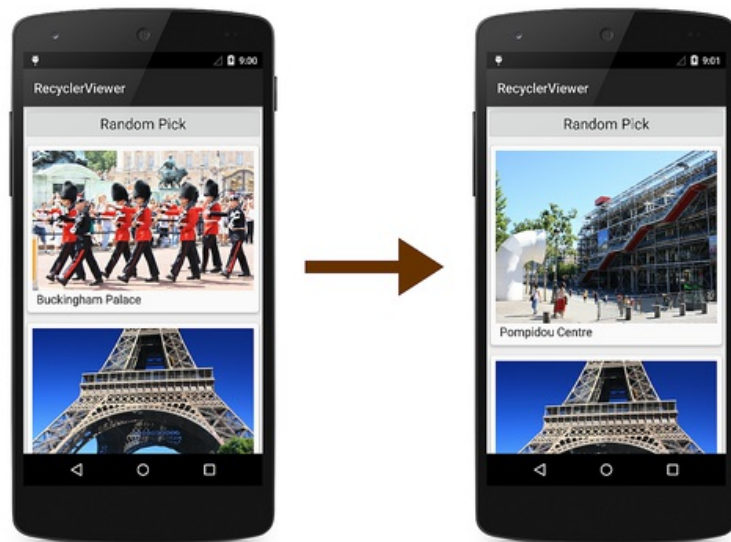 9:00
RecyclerViewer
Random Pick
Buckingham Palace
9:01
RecyclerViewer
Random Pick
Pompidou Centre